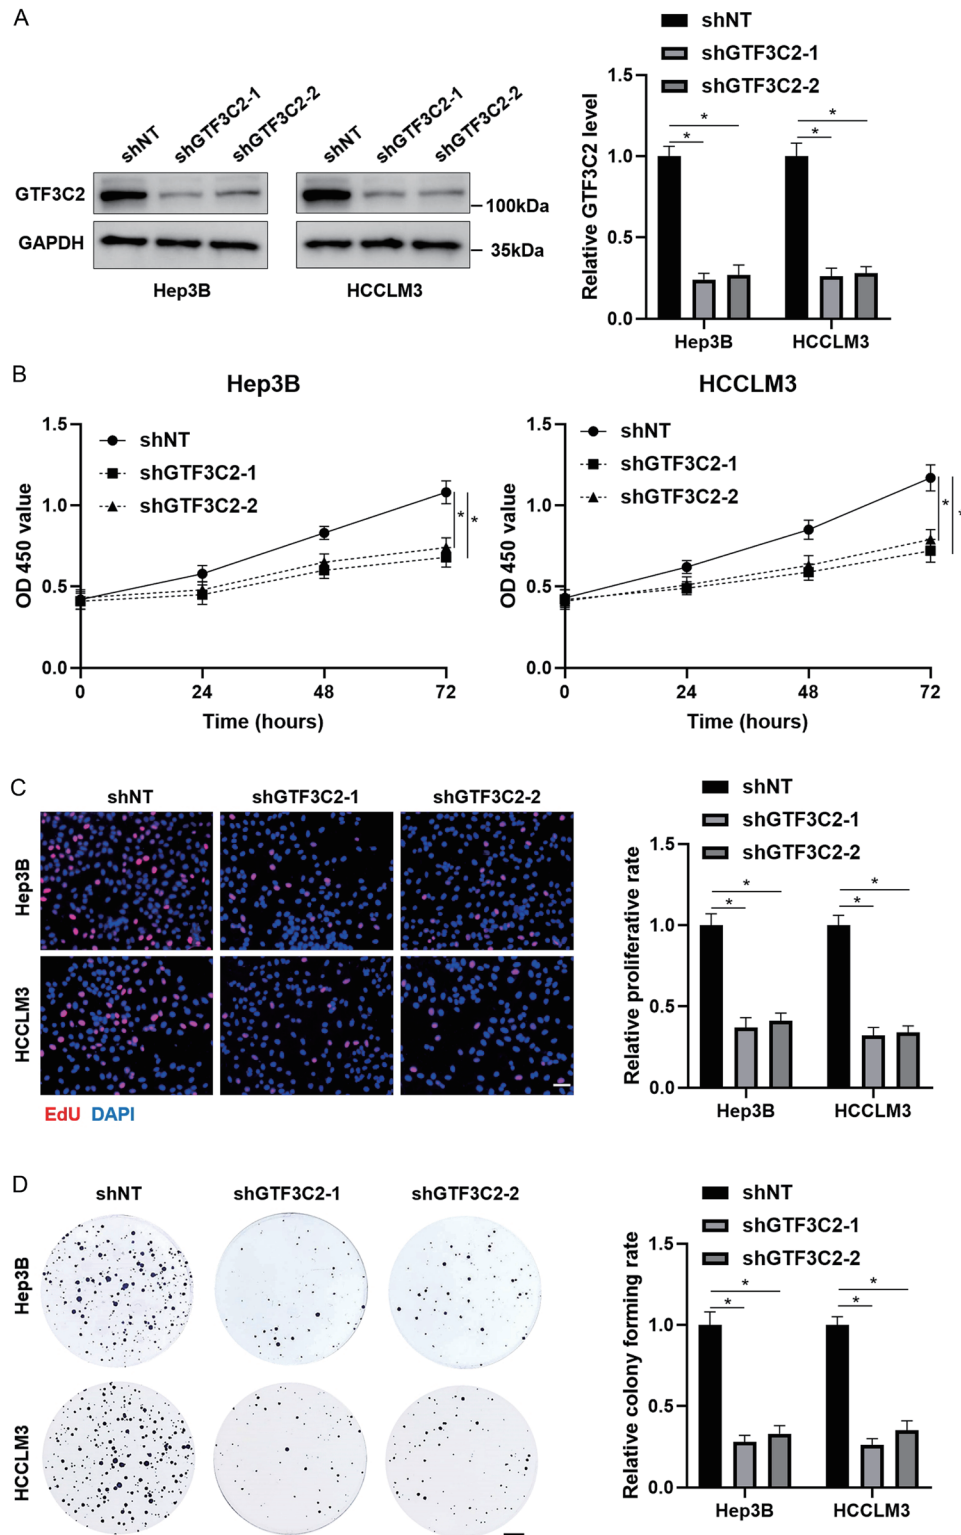 A
shNT
shGTF3C2-1
shGTF3C2-2
shNT
shGTF3C2-1
shGTF3C2-2
GTF3C2
100kDa
GAPDH
35kDa
Hep3B
HCCLM3
shNT
shGTF3C2-1
shGTF3C2-2
Relative GTF3C2 level
1.5
1.0
0.5
0.0
* * * *
Hep3B
HCCLM3
B
Hep3B
OD 450 value
1.5
1.0
0.5
0.0
shNT
shGTF3C2-1
shGTF3C2-2
* *
0 24 48 72
Time (hours)
HCCLM3
OD 450 value
1.5
1.0
0.5
0.0
shNT
shGTF3C2-1
shGTF3C2-2
* *
0 24 48 72
Time (hours)
C
shNT
shGTF3C2-1
shGTF3C2-2
Hep3B
HCCLM3
EdU DAPI
shNT
shGTF3C2-1
shGTF3C2-2
Relative proliferative rate
1.5
1.0
0.5
0.0
* * * *
Hep3B
HCCLM3
D
shNT
shGTF3C2-1
shGTF3C2-2
Hep3B
HCCLM3
shNT
shGTF3C2-1
shGTF3C2-2
Relative colony forming rate
1.5
1.0
0.5
0.0
* * * *
Hep3B
HCCLM3